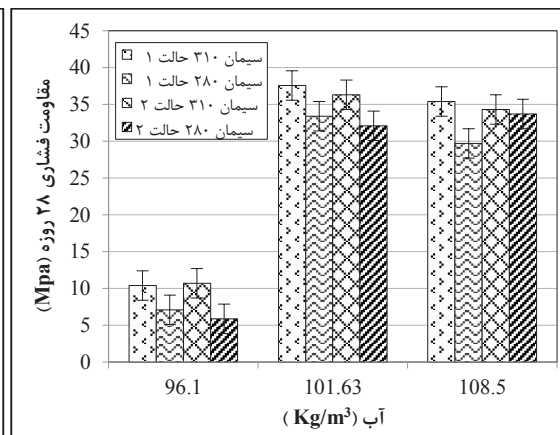 مقاومت فشاری ۲۸ روزه (Mpa)
45
40
35
30
25
20
15
10
5
0
سیمان ۳۱۰ حالت ۱
سیمان ۲۸۰ حالت ۱
سیمان ۳۱۰ حالت ۲
سیمان ۲۸۰ حالت ۲
96.1 101.63 108.5
آب (Kg/m³ )